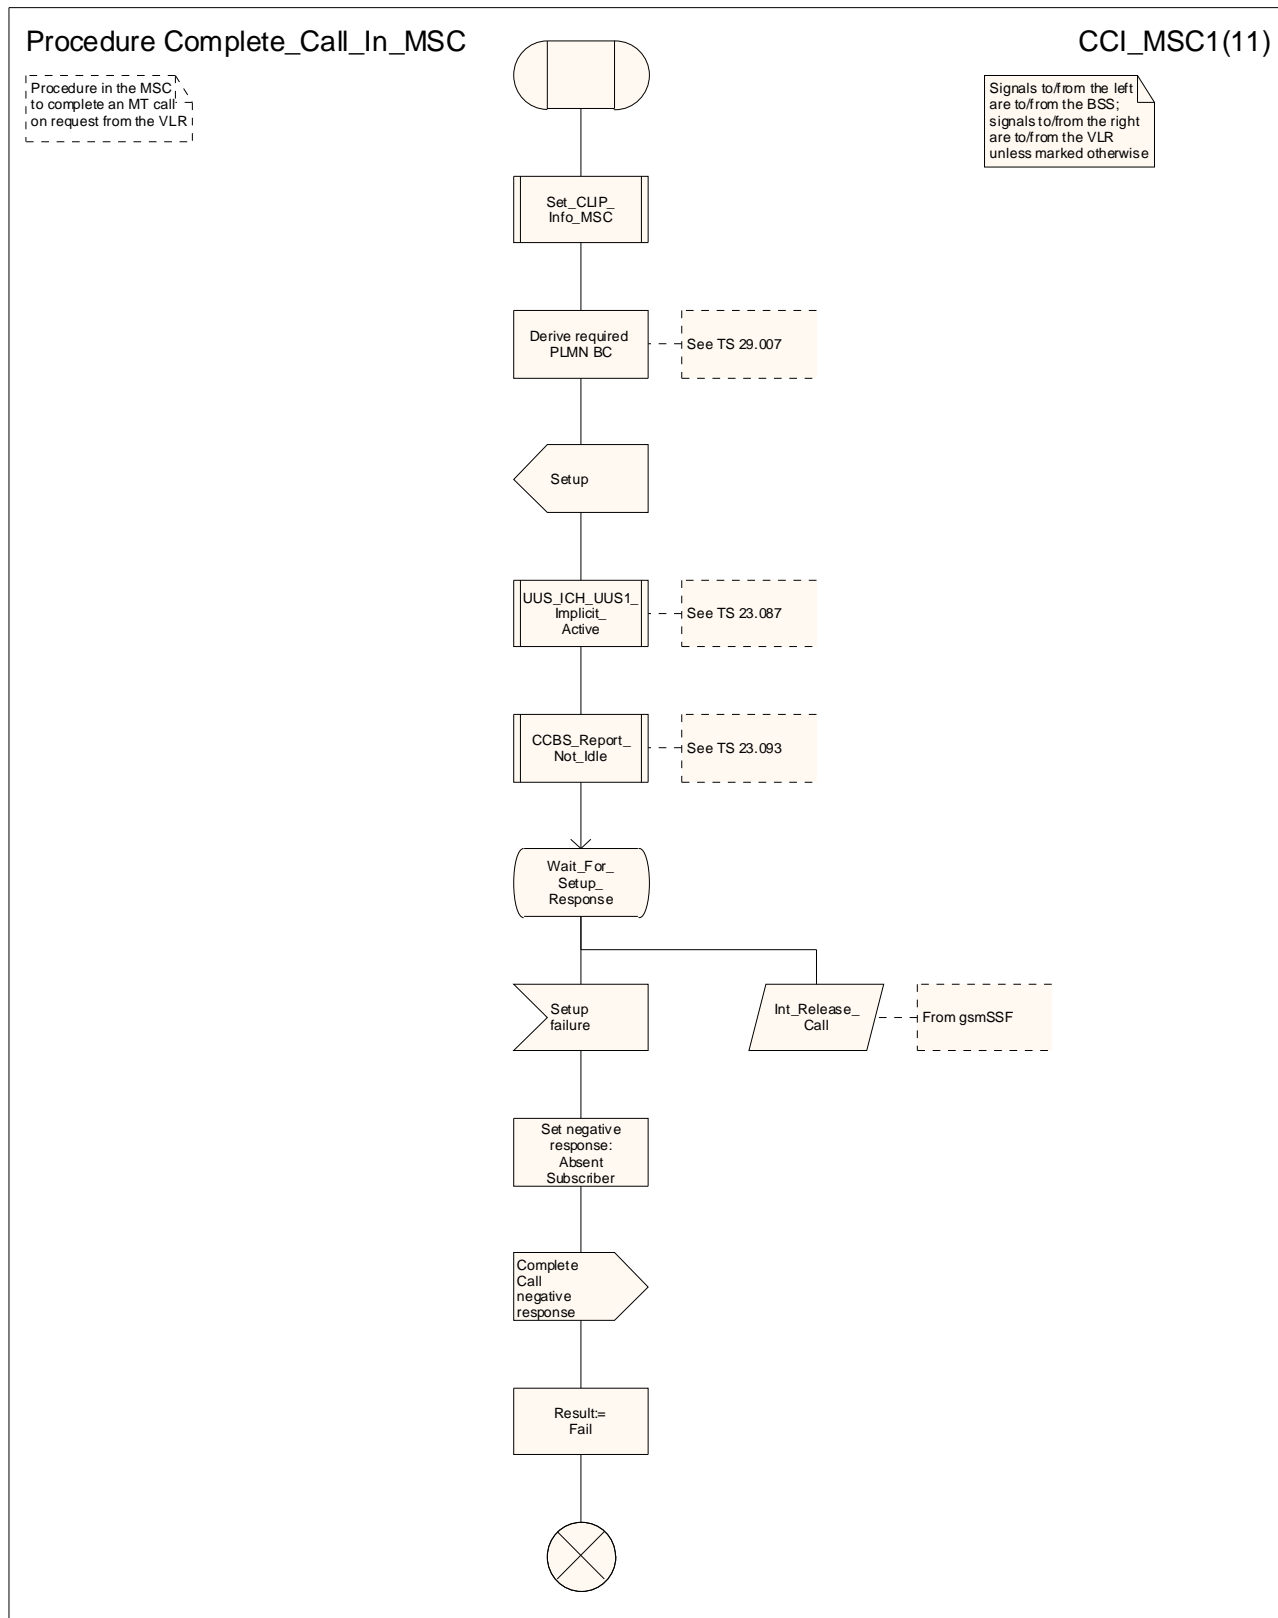 Procedure Complete_Call_In_MSC
CCI_MSC1(11)
Procedure in the MSC
to complete an MT call
on request from the VLR
Signals to/from the left
are to/from the BSS;
signals to/from the right
are to/from the VLR
unless marked otherwise
Set_CLIP_
Info_MSC
Derive required
PLMN BC
See TS 29.007
Setup
UUS_ICH_UUS1_
Implicit_
Active
See TS 23.087
CCBS_Report_
Not_Idle
See TS 23.093
Wait_For_
Setup_
Response
Setup
failure
Int_Release_
Call
From gsmSSF
Set negative
response:
Absent
Subscriber
Complete
Call
negative
response
Result:=
Fail